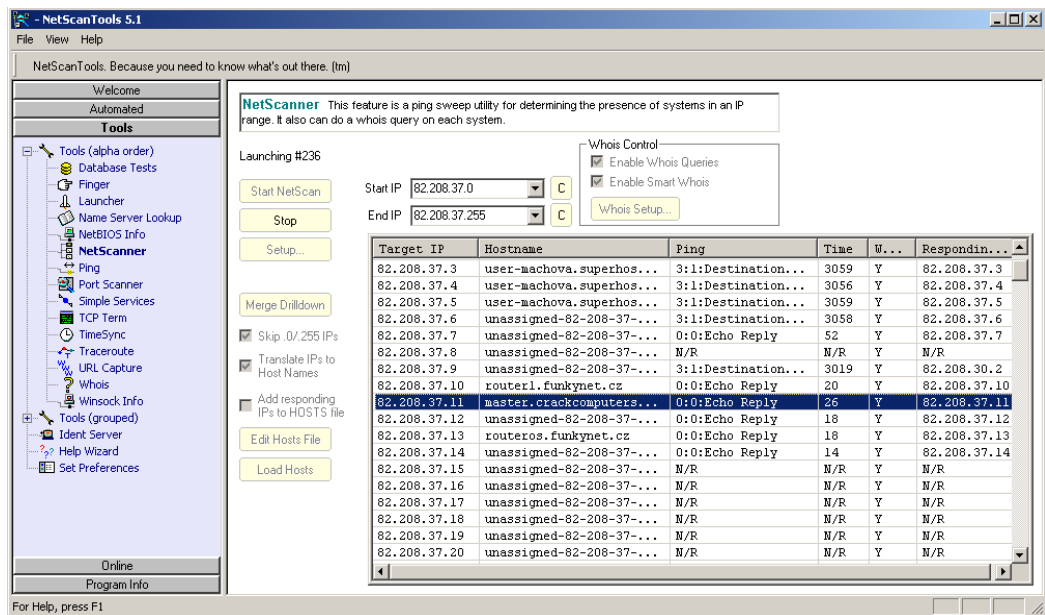 - NetScanTools 5.1
File View Help
NetScanTools. Because you need to know what's out there. (tm)
Welcome
Automated
Tools
Tools (alpha order)
Database Tests
Finger
Launcher
Name Server Lookup
NetBIOS Info
NetScanner
Ping
Port Scanner
Simple Services
TCP Term
TimeSync
Traceroute
URL Capture
Whois
Winsock Info
Tools (grouped)
Ident Server
Help Wizard
Set Preferences
Online
Program Info
NetScanner This feature is a ping sweep utility for determining the presence of systems in an IP
range. It also can do a whois query on each system.
Launching #236
Start NetScan
Stop
Setup...
Merge Drilldown
Skip .0/.255 IPs
Translate IPs to
Host Names
Add responding
IPs to HOSTS file
Edit Hosts File
Load Hosts
Start IP 82.208.37.0 C
End IP 82.208.37.255 C
Whois Control
Enable Whois Queries
Enable Smart Whois
Whois Setup...
Target IP Hostname Ping Time W... Respondin...
82.208.37.3 user-machova.superhos... 3:1:Destination... 3059 Y 82.208.37.3
82.208.37.4 user-machova.superhos... 3:1:Destination... 3056 Y 82.208.37.4
82.208.37.5 user-machova.superhos... 3:1:Destination... 3059 Y 82.208.37.5
82.208.37.6 unassigned-82-208-37-... 3:1:Destination... 3058 Y 82.208.37.6
82.208.37.7 unassigned-82-208-37-... 0:0:Echo Reply 52 Y 82.208.37.7
82.208.37.8 unassigned-82-208-37-... N/R N/R Y N/R
82.208.37.9 unassigned-82-208-37-... 3:1:Destination... 3019 Y 82.208.30.2
82.208.37.10 router1.funkynet.cz 0:0:Echo Reply 20 Y 82.208.37.10
82.208.37.11 master.crackcomputers... 0:0:Echo Reply 26 Y 82.208.37.11
82.208.37.12 unassigned-82-208-37-... 0:0:Echo Reply 18 Y 82.208.37.12
82.208.37.13 routeros.funkynet.cz 0:0:Echo Reply 18 Y 82.208.37.13
82.208.37.14 unassigned-82-208-37-... 0:0:Echo Reply 14 Y 82.208.37.14
82.208.37.15 unassigned-82-208-37-... N/R N/R Y N/R
82.208.37.16 unassigned-82-208-37-... N/R N/R Y N/R
82.208.37.17 unassigned-82-208-37-... N/R N/R Y N/R
82.208.37.18 unassigned-82-208-37-... N/R N/R Y N/R
82.208.37.19 unassigned-82-208-37-... N/R N/R Y N/R
82.208.37.20 unassigned-82-208-37-... N/R N/R Y N/R
For Help, press F1